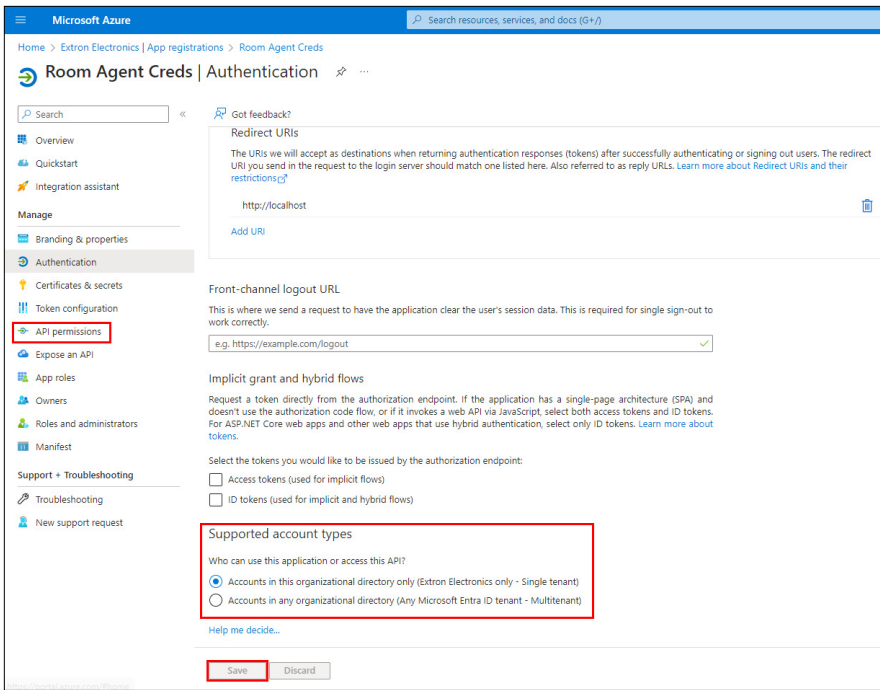 Microsoft Azure
Search resources, services, and docs (G+/)
Home > Extron Electronics | App registrations > Room Agent Creds
Room Agent Creds | Authentication
Search
«
Got feedback?
Overview
Quickstart
Integration assistant
Manage
Branding & properties
Authentication
Certificates & secrets
Token configuration
API permissions
Expose an API
App roles
Owners
Roles and administrators
Manifest
Support + Troubleshooting
Troubleshooting
New support request
Redirect URIs
The URIs we will accept as destinations when returning authentication responses (tokens) after successfully authenticating or signing out users. The redirect
URI you send in the request to the login server should match one listed here. Also referred to as reply URLs. Learn more about Redirect URIs and their
restrictions
http://localhost
Add URI
Front-channel logout URL
This is where we send a request to have the application clear the user's session data. This is required for single sign-out to
work correctly.
e.g. https://example.com/logout
Implicit grant and hybrid flows
Request a token directly from the authorization endpoint. If the application has a single-page architecture (SPA) and
doesn't use the authorization code flow, or if it invokes a web API via JavaScript, select both access tokens and ID tokens.
For ASP.NET Core web apps and other web apps that use hybrid authentication, select only ID tokens. Learn more about
tokens.
Select the tokens you would like to be issued by the authorization endpoint:
Access tokens (used for implicit flows)
ID tokens (used for implicit and hybrid flows)
Supported account types
Who can use this application or access this API?
Accounts in this organizational directory only (Extron Electronics only - Single tenant)
Accounts in any organizational directory (Any Microsoft Entra ID tenant - Multitenant)
Help me decide...
Save Discard
https://portal.azure.com/#home